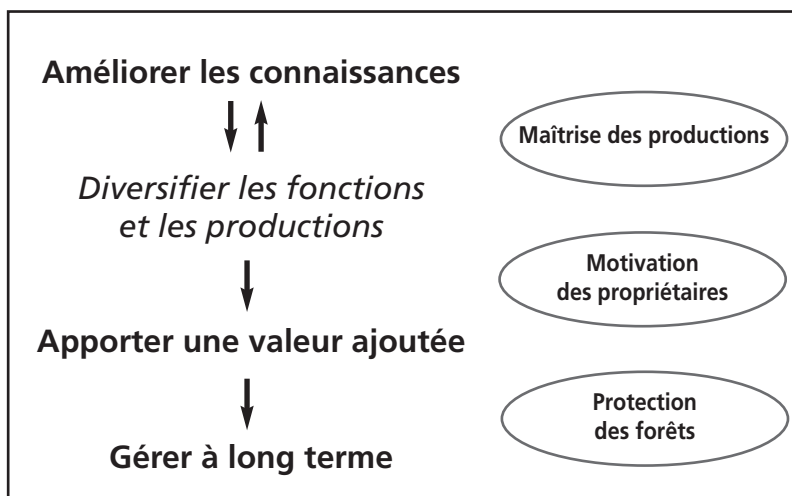 Améliorer les connaissances
Diversifier les fonctions
et les productions
Apporter une valeur ajoutée
Gérer à long terme
Maîtrise des productions
Motivation
des propriétaires
Protection
des forêts